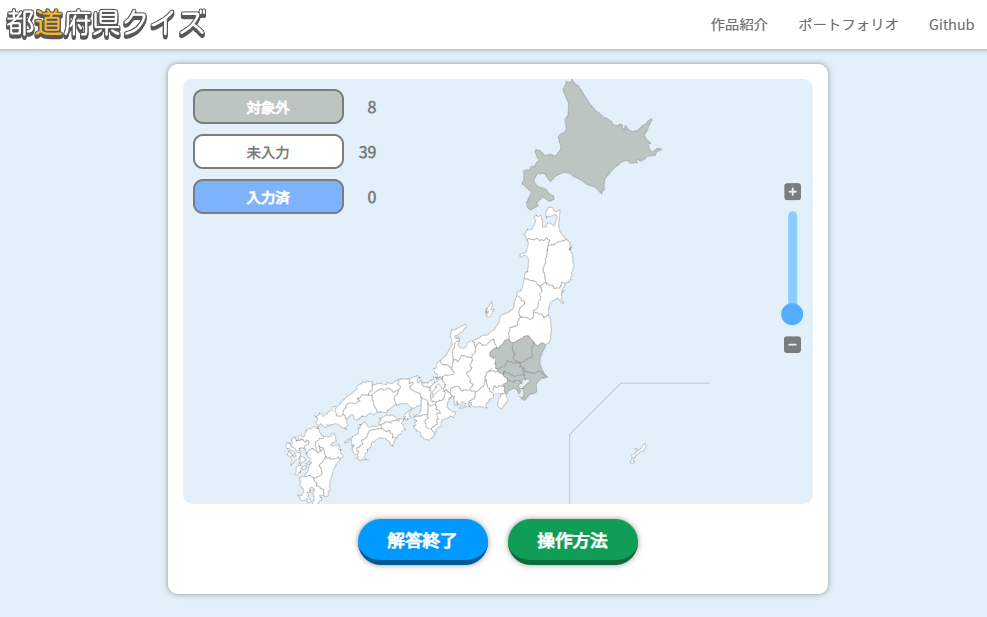 都道府県クイズ
作品紹介 ポートフォリオ Github
対象外 8
未入力 39
入力済 0
+
−
解答終了 操作方法